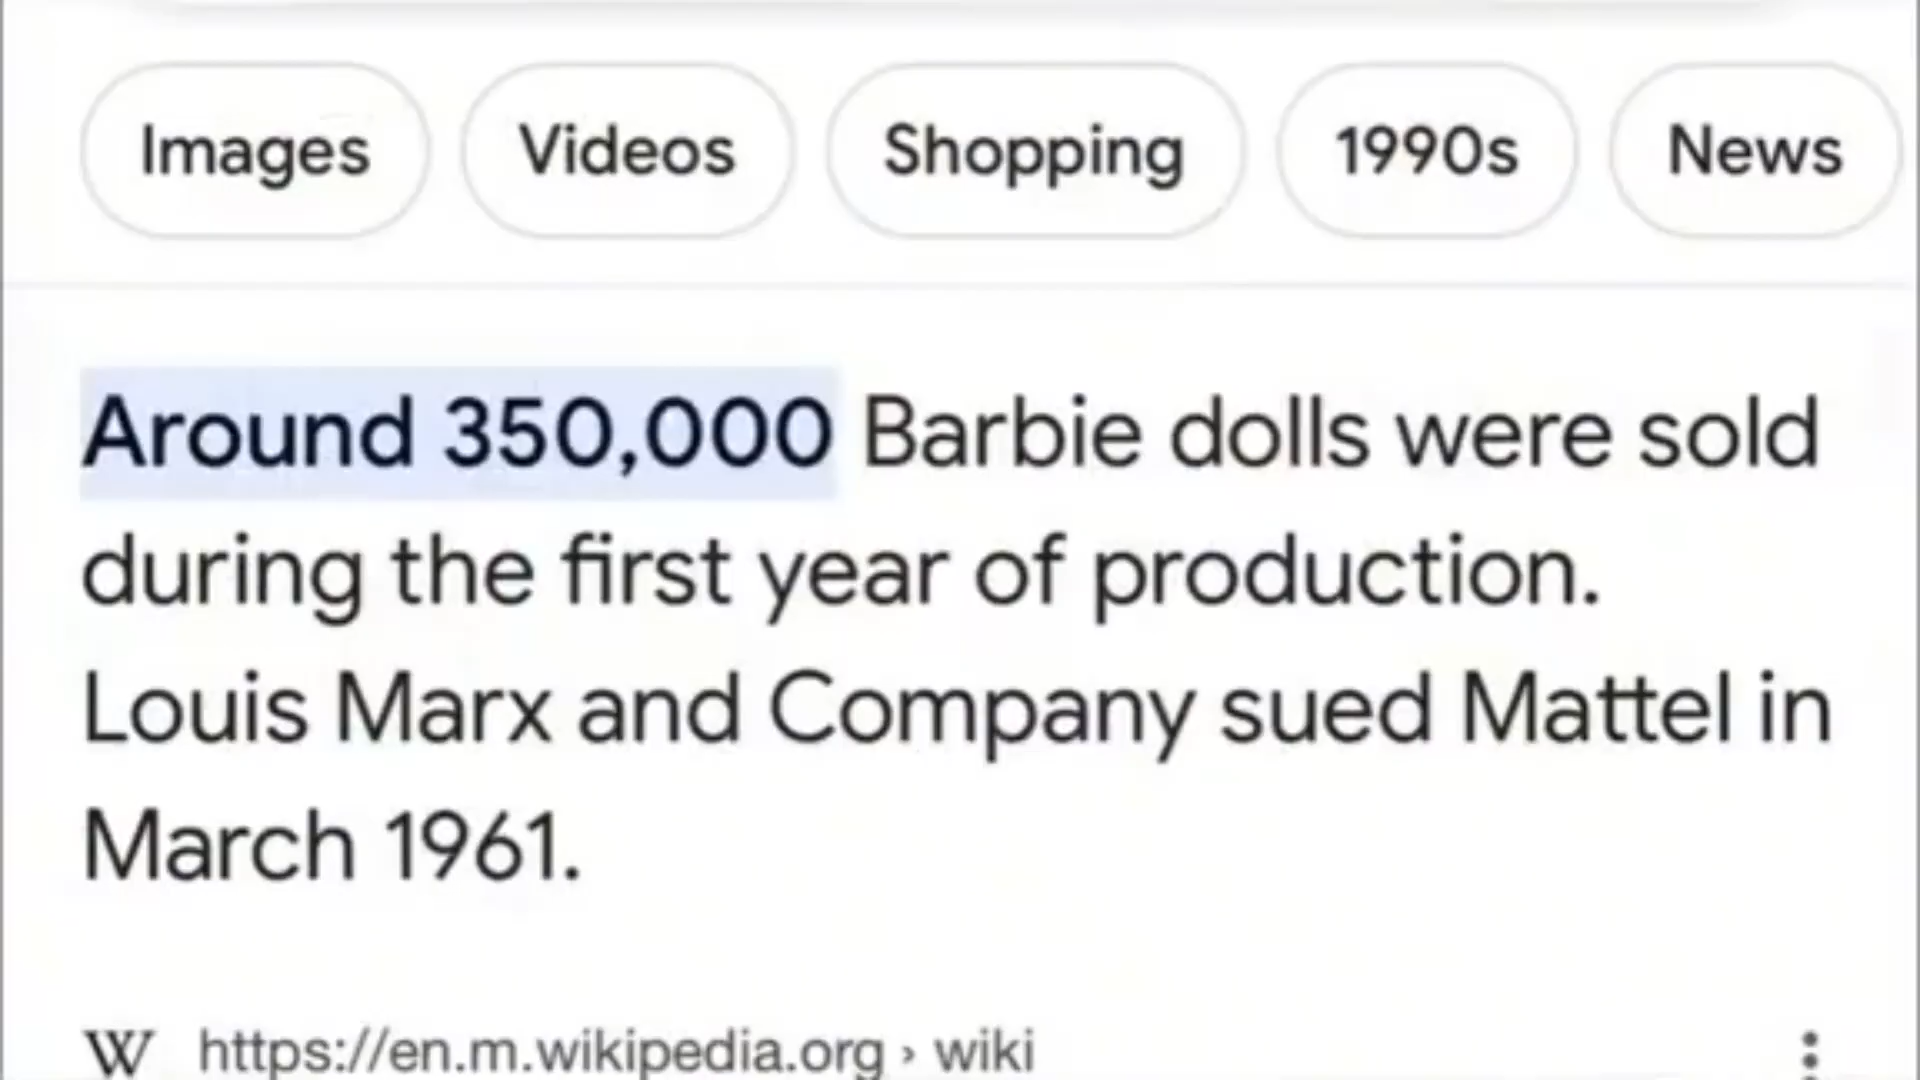 Images Videos Shopping 1990s News
Around 350,000 Barbie dolls were sold
during the first year of production.
Louis Marx and Company sued Mattel in
March 1961.
W https://en.m.wikipedia.org › wiki